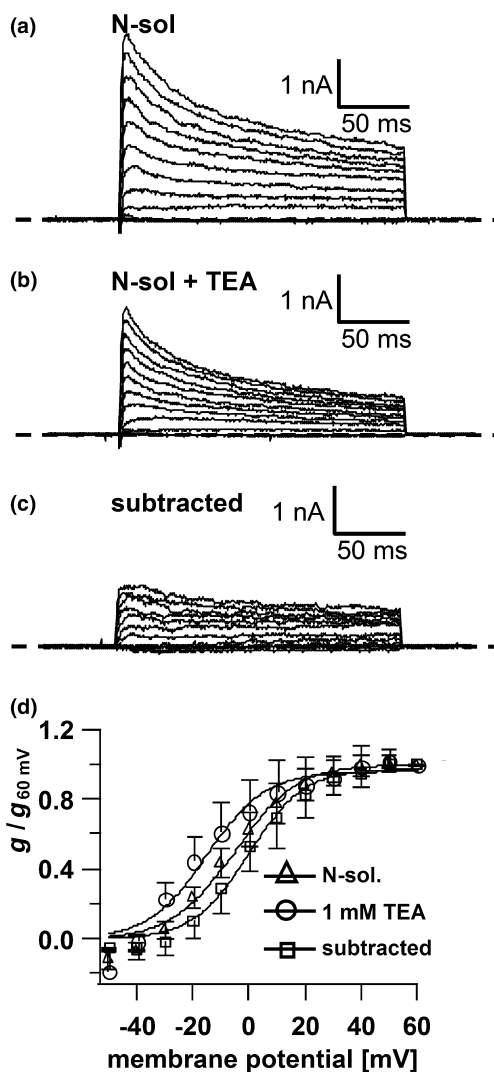 (a)
N-sol
1 nA
50 ms
(b)
N-sol + TEA
1 nA
50 ms
(c)
subtracted
1 nA
50 ms
(d)
1.2
0.8
0.4
0.0
g / g 60 mV
N-sol.
1 mM TEA
subtracted
-40 -20 0 20 40 60
membrane potential [mV]